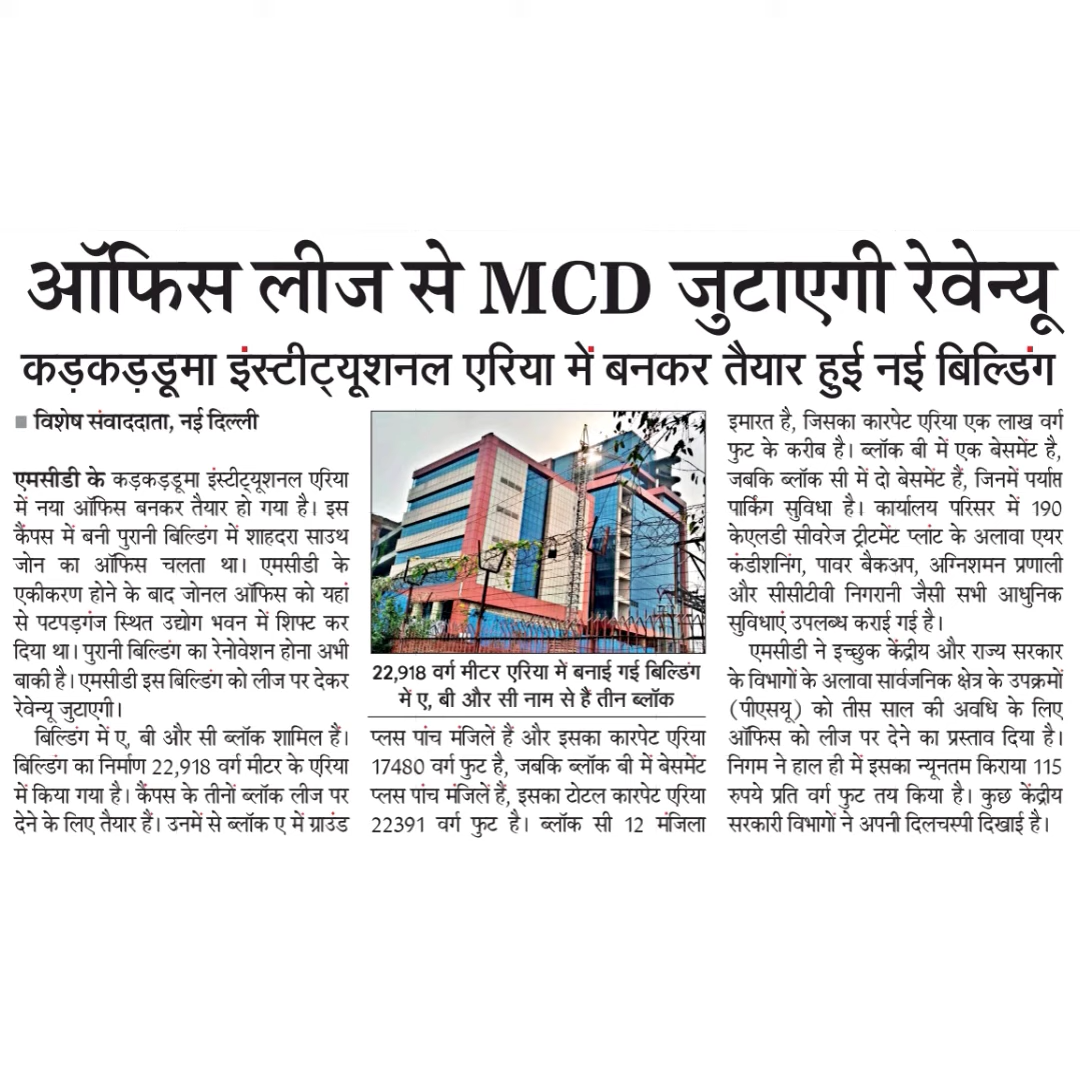 ऑफिस लीज से MCD जुटाएगी रेवेन्यू
कड़कड़डूमा इंस्टीट्यूशनल एरिया में बनकर तैयार हुई नई बिल्डिंग
■ विशेष संवाददाता, नई दिल्ली
एमसीडी के कड़कड़डूमा इंस्टीट्यूशनल एरिया
में नया ऑफिस बनकर तैयार हो गया है। इस
कैंपस में बनी पुरानी बिल्डिंग में शाहदरा साउथ
जोन का ऑफिस चलता था। एमसीडी के
एकीकरण होने के बाद जोनल ऑफिस को यहां
से पटपड़गंज स्थित उद्योग भवन में शिफ्ट कर
दिया था। पुरानी बिल्डिंग का रेनोवेशन होना अभी
बाकी है। एमसीडी इस बिल्डिंग को लीज पर देकर
रेवेन्यू जुटाएगी।
बिल्डिंग में ए, बी और सी ब्लॉक शामिल हैं।
बिल्डिंग का निर्माण 22,918 वर्ग मीटर के एरिया
में किया गया है। कैंपस के तीनों ब्लॉक लीज पर
देने के लिए तैयार हैं। उनमें से ब्लॉक ए में ग्राउंड
22,918 वर्ग मीटर एरिया में बनाई गई बिल्डिंग
में ए, बी और सी नाम से हैं तीन ब्लॉक
प्लस पांच मंजिलें हैं और इसका कारपेट एरिया
17480 वर्ग फुट है, जबकि ब्लॉक बी में बेसमेंट
प्लस पांच मंजिलें हैं, इसका टोटल कारपेट एरिया
22391 वर्ग फुट है। ब्लॉक सी 12 मंजिला
इमारत है, जिसका कारपेट एरिया एक लाख वर्ग
फुट के करीब है। ब्लॉक बी में एक बेसमेंट है,
जबकि ब्लॉक सी में दो बेसमेंट हैं, जिनमें पर्याप्त
पार्किंग सुविधा है। कार्यालय परिसर में 190
केएलडी सीवरेज ट्रीटमेंट प्लांट के अलावा एयर
कंडीशनिंग, पावर बैकअप, अग्निशमन प्रणाली
और सीसीटीवी निगरानी जैसी सभी आधुनिक
सुविधाएं उपलब्ध कराई गई है।
एमसीडी ने इच्छुक केंद्रीय और राज्य सरकार
के विभागों के अलावा सार्वजनिक क्षेत्र के उपक्रमों
(पीएसयू) को तीस साल की अवधि के लिए
ऑफिस को लीज पर देने का प्रस्ताव दिया है।
निगम ने हाल ही में इसका न्यूनतम किराया 115
रुपये प्रति वर्ग फुट तय किया है। कुछ केंद्रीय
सरकारी विभागों ने अपनी दिलचस्पी दिखाई है।